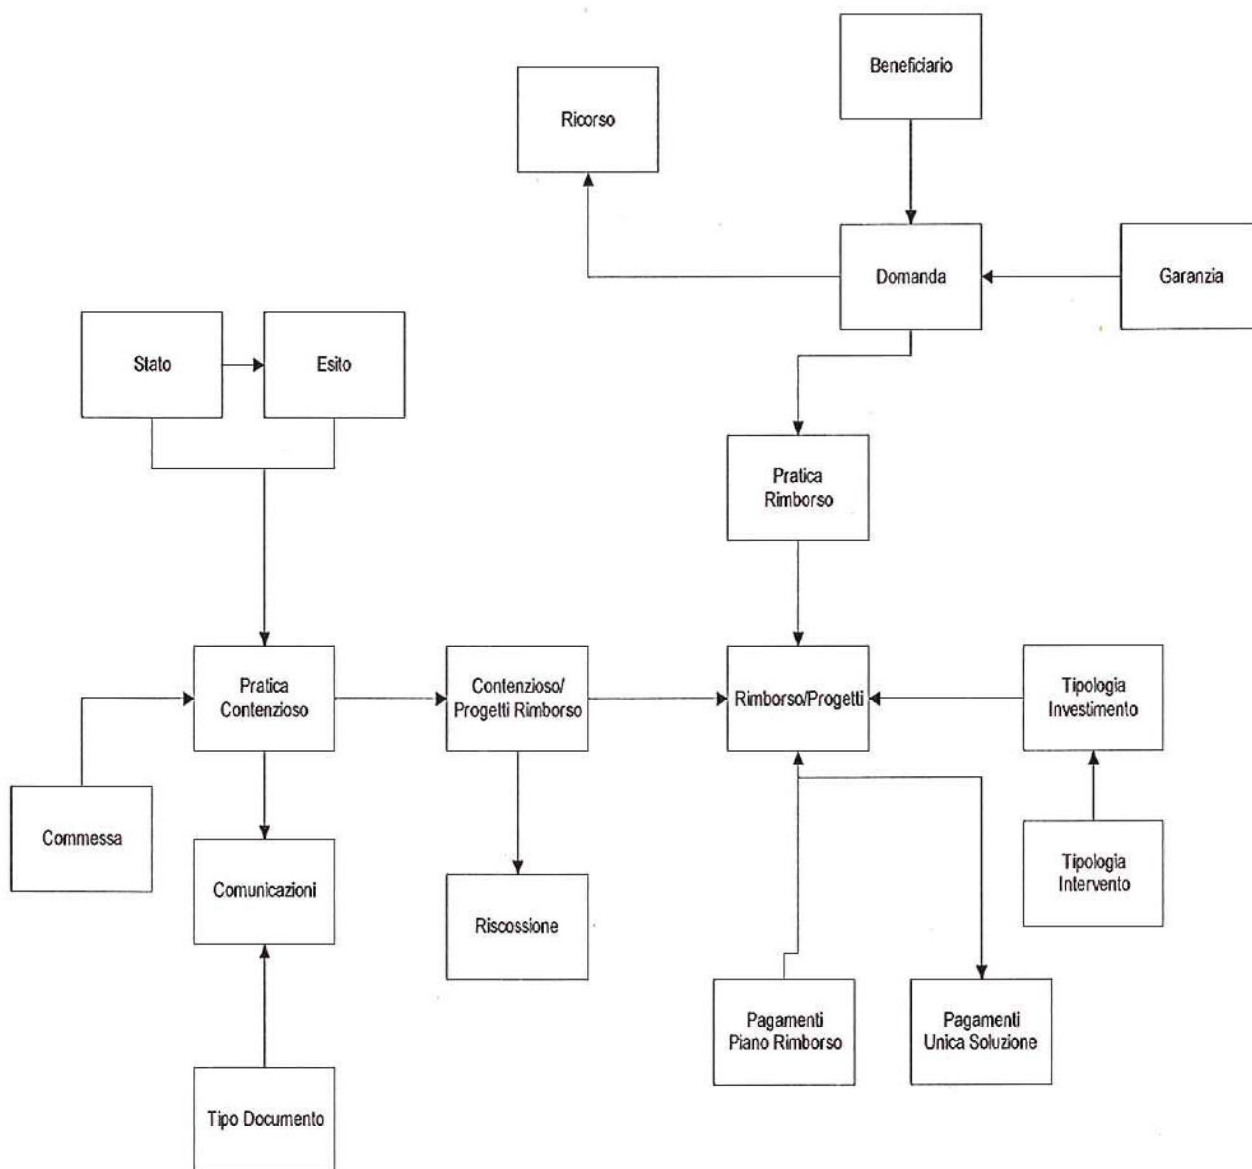 Beneficiario
Ricorso
Domanda
Garanzia
Stato
Esito
Pratica
Rimborso
Pratica
Contenzioso
Contenzioso/
Progetti Rimborso
Rimborso/Progetti
Tipologia
Investimento
Commessa
Comunicazioni
Riscossione
Tipologia
Intervento
Pagamenti
Piano Rimborso
Pagamenti
Unica Soluzione
Tipo Documento